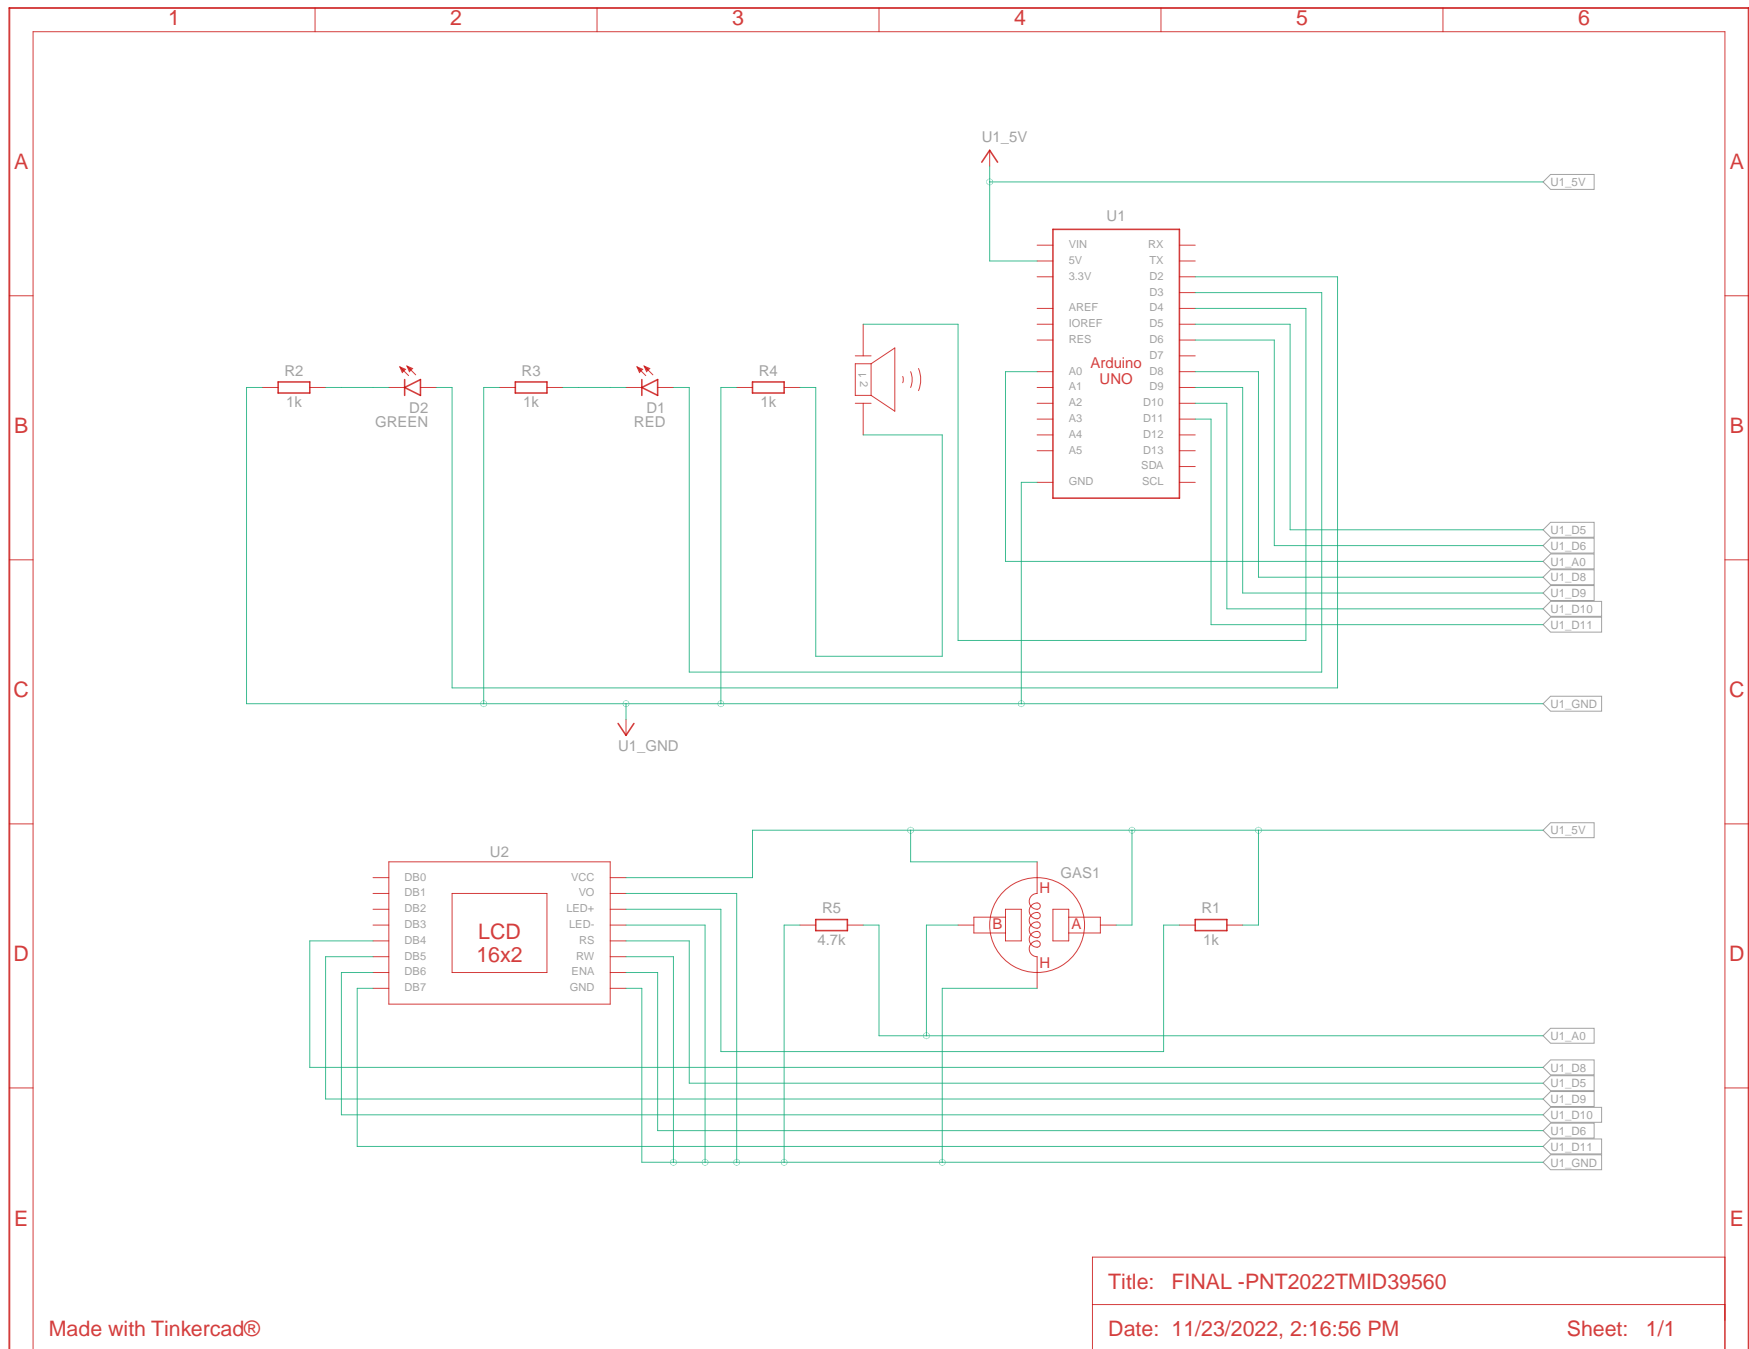 1 2 3 4 5 6
A A
B B
C C
D D
E E
U1_5V
U1_5V
U1
VIN RX
5V TX
3.3V D2
D3
AREF D4
IOREF D5
RES D6
D7
Arduino
UNO
A0 D8
A1 D9
A2 D10
A3 D11
A4 D12
A5 D13
SDA
GND SCL
R2
1k
D2
GREEN
R3
1k
D1
RED
R4
1k
1 2
U1_D5
U1_D6
U1_A0
U1_D8
U1_D9
U1_D10
U1_D11
U1_GND
U1_GND
U1_5V
U2
DB0 VCC
DB1 VO
DB2 LED+
DB3 LED-
DB4 RS
DB5 RW
DB6 ENA
DB7 GND
LCD
16x2
R5
4.7k
GAS1
H
B A
H
R1
1k
U1_A0
U1_D8
U1_D5
U1_D9
U1_D10
U1_D6
U1_D11
U1_GND
Title: FINAL -PNT2022TMID39560
Made with Tinkercad®
Date: 11/23/2022, 2:16:56 PM Sheet: 1/1